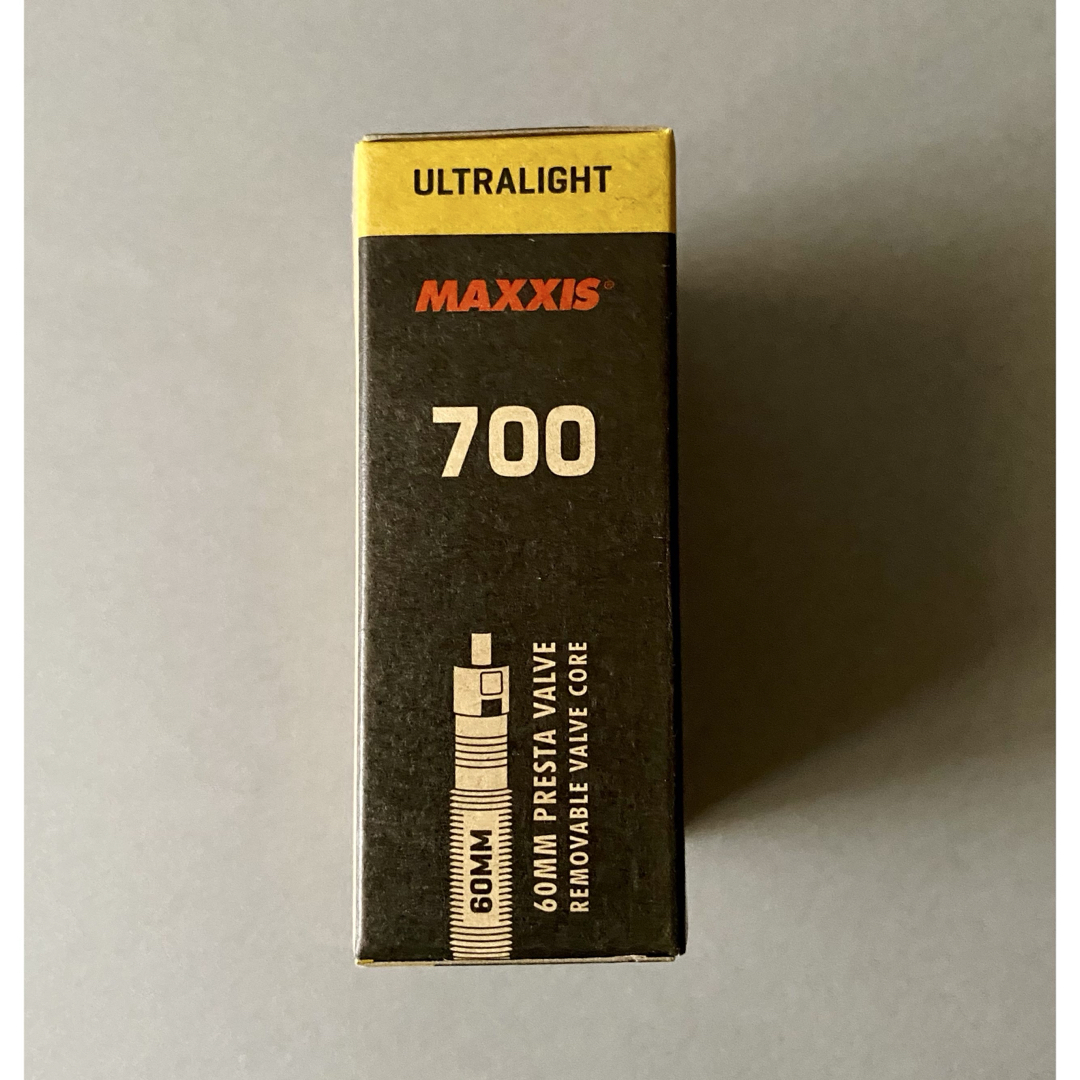 ULTRALIGHT
MAXXIS®
700
60MM
60MM PRESTA VALVE
REMOVABLE VALVE CORE